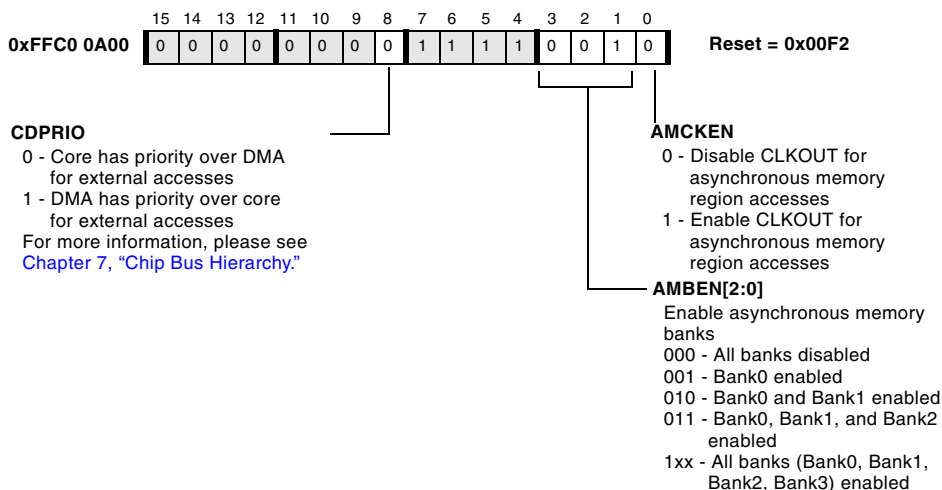 15 14 13 12 11 10 9 8 7 6 5 4 3 2 1 0
0xFFC0 0A00 0 0 0 0 0 0 0 0 1 1 1 1 0 0 1 0 Reset = 0x00F2
CDPRIO
0 - Core has priority over DMA
for external accesses
1 - DMA has priority over core
for external accesses
For more information, please see
Chapter 7, “Chip Bus Hierarchy.”
AMCKEN
0 - Disable CLKOUT for
asynchronous memory
region accesses
1 - Enable CLKOUT for
asynchronous memory
region accesses
AMBEN[2:0]
Enable asynchronous memory
banks
000 - All banks disabled
001 - Bank0 enabled
010 - Bank0 and Bank1 enabled
011 - Bank0, Bank1, and Bank2
enabled
1xx - All banks (Bank0, Bank1,
Bank2, Bank3) enabled